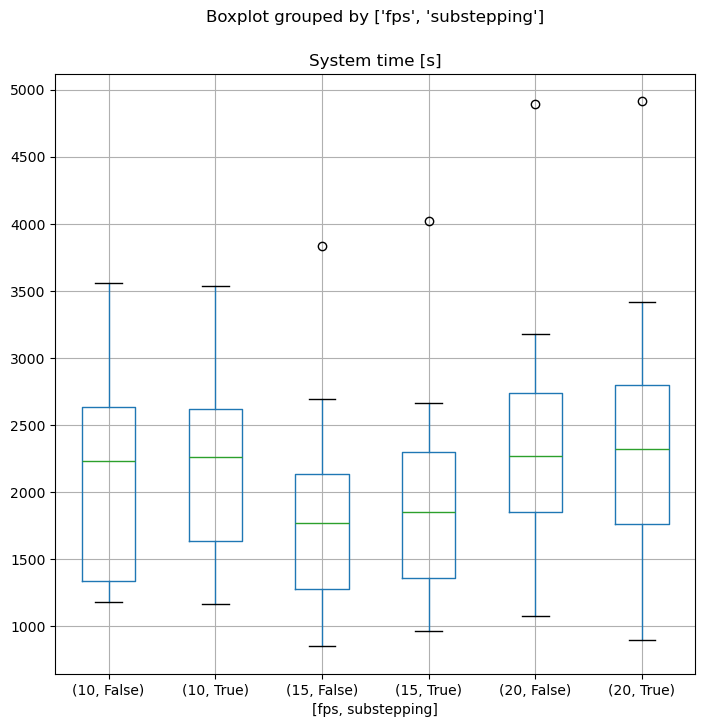 Boxplot grouped by ['fps', 'substepping']
System time [s]
5000
4500
4000
3500
3000
2500
2000
1500
1000
(10, False) (10, True) (15, False) (15, True) (20, False) (20, True)
[fps, substepping]